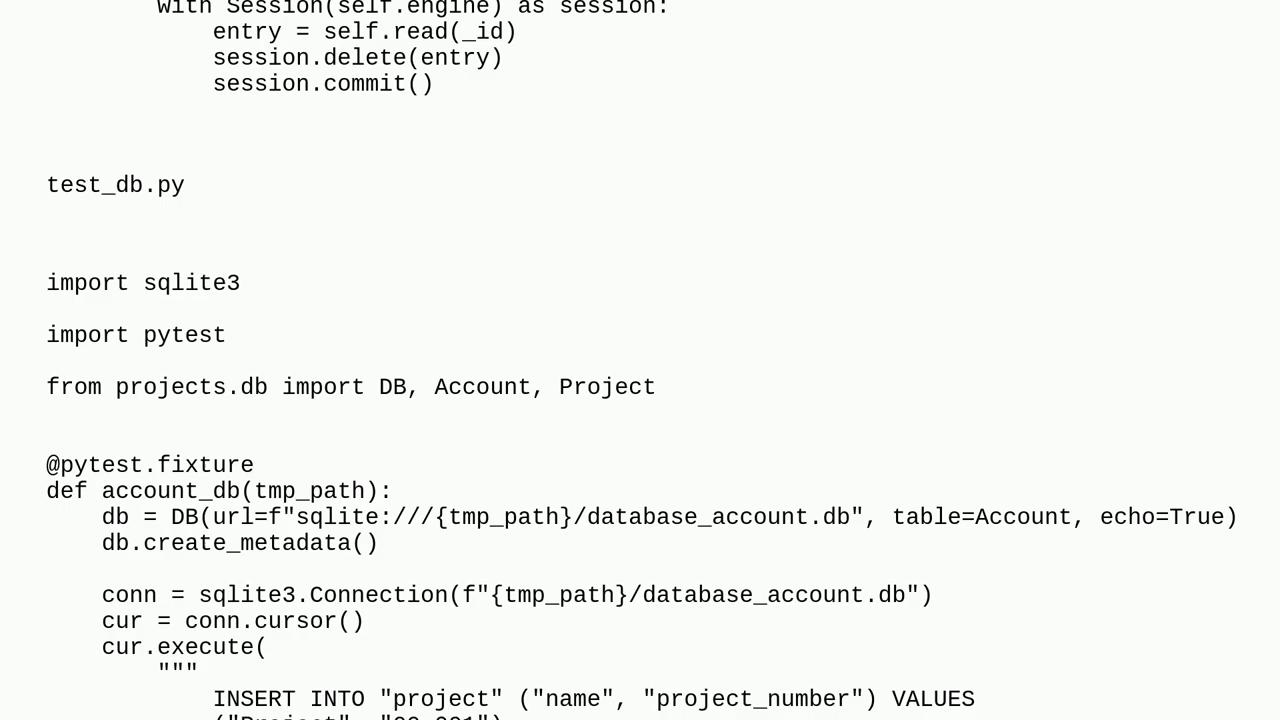 with Session(self.engine) as session:
entry = self.read(_id)
session.delete(entry)
session.commit()
test_db.py
import sqlite3
import pytest
from projects.db import DB, Account, Project
@pytest.fixture
def account_db(tmp_path):
db = DB(url=f"sqlite:///{tmp_path}/database_account.db", table=Account, echo=True)
db.create_metadata()
conn = sqlite3.Connection(f"{tmp_path}/database_account.db")
cur = conn.cursor()
cur.execute(
"""
INSERT INTO "project" ("name", "project_number") VALUES